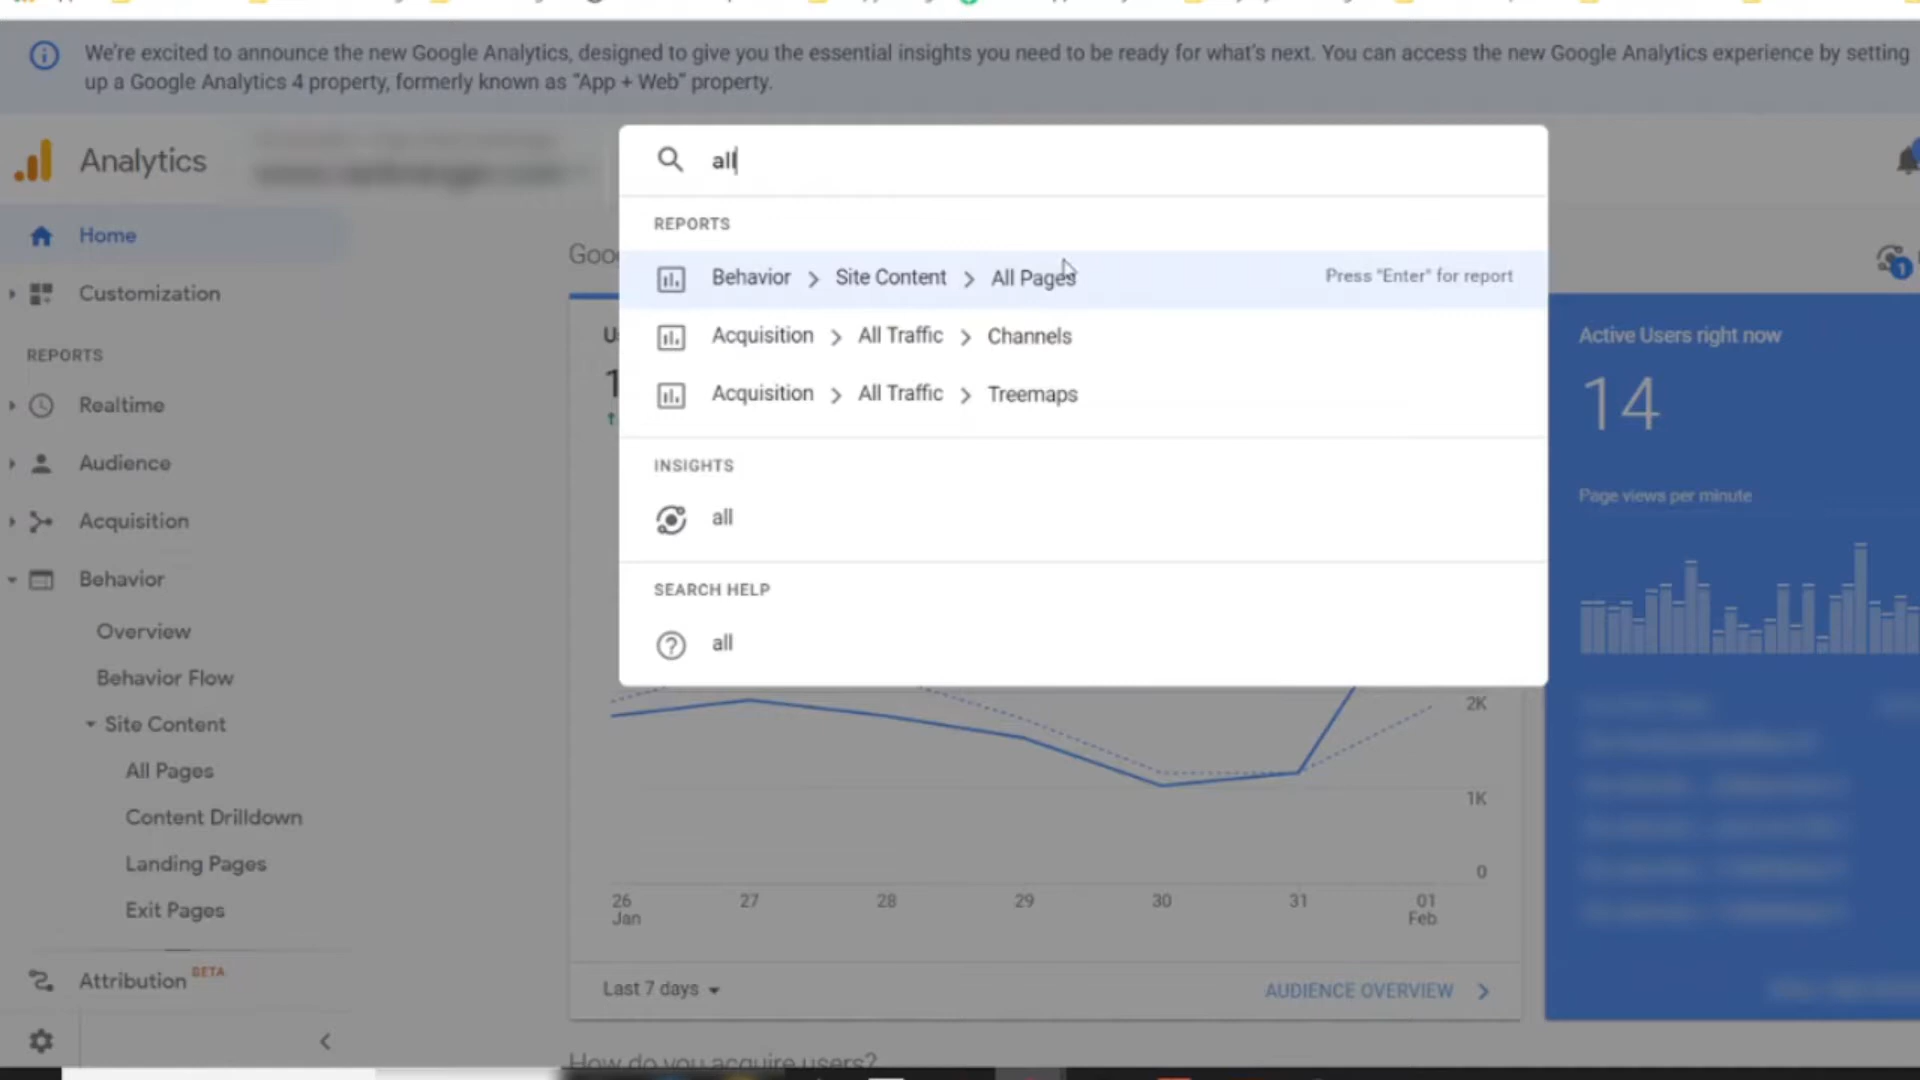 We're excited to announce the new Google Analytics, designed to give you the essential insights you need to be ready for what's next. You can access the new Google Analytics experience by setting
up a Google Analytics 4 property, formerly known as "App + Web" property.
Analytics
all
Home
Customization
REPORTS
Realtime
Audience
Acquisition
Behavior
Overview
Behavior Flow
Site Content
All Pages
Content Drilldown
Landing Pages
Exit Pages
Attribution BETA
REPORTS
Behavior > Site Content > All Pages Press "Enter" for report
Acquisition > All Traffic > Channels
Acquisition > All Traffic > Treemaps
INSIGHTS
all
SEARCH HELP
all
2K
1K
0
26 27 28 29 30 31 01
Jan Feb
Last 7 days AUDIENCE OVERVIEW
How do you acquire users?
1
Active Users right now
14
Page views per minute